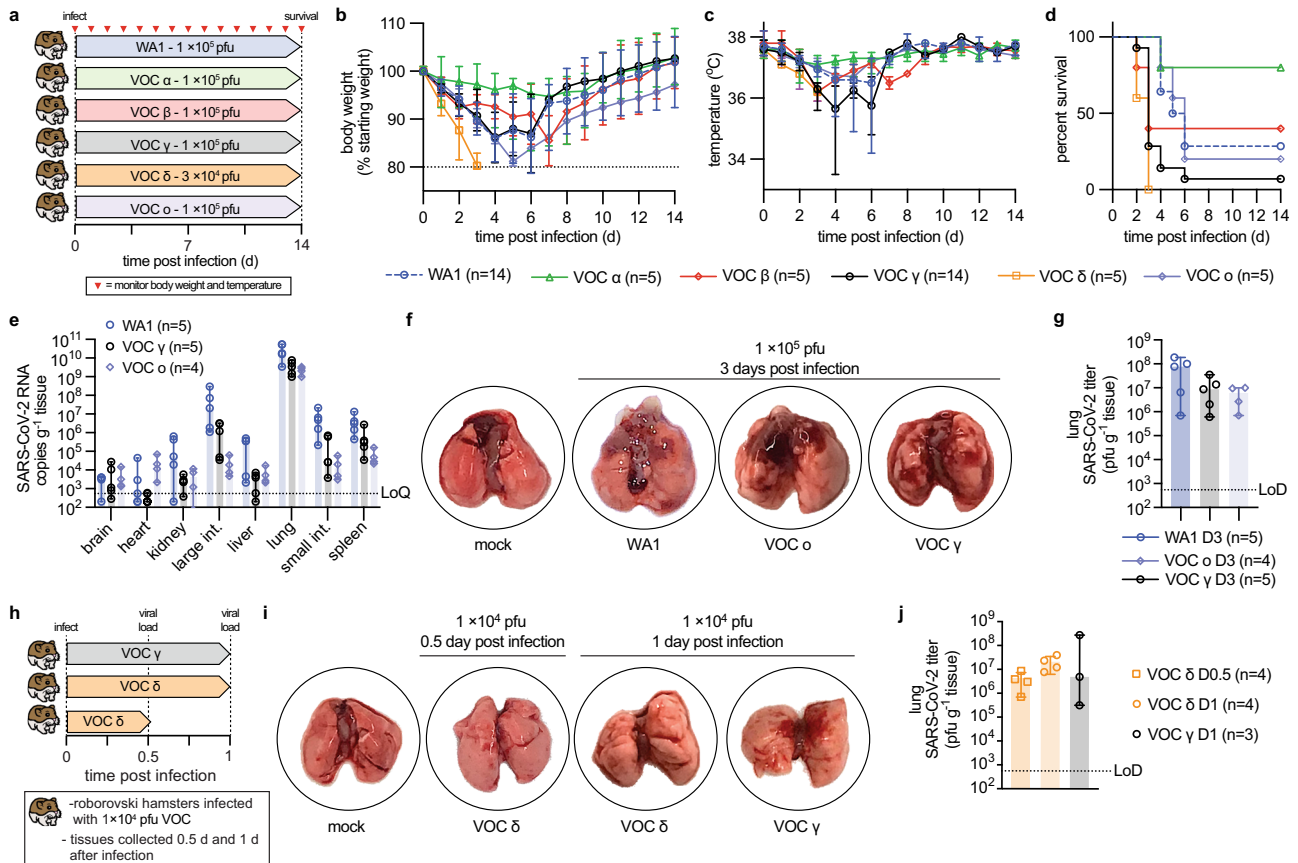 a
infect
survival
WA1 - 1 ×10⁵ pfu
VOC α - 1 ×10⁵ pfu
VOC β - 1 ×10⁵ pfu
VOC γ - 1 ×10⁵ pfu
VOC δ - 3 ×10⁴ pfu
VOC ο - 1 ×10⁵ pfu
0 7 14
time post infection (d)
= monitor body weight and temperature
b
body weight
(% starting weight)
110
100
90
80
0 2 4 6 8 10 12 14
time post infection (d)
c
temperature (°C)
38
36
34
0 2 4 6 8 10 12 14
time post infection (d)
d
percent survival
100
50
0
0 2 4 6 8 10 12 14
time post infection (d)
WA1 (n=14) VOC α (n=5) VOC β (n=5) VOC γ (n=14) VOC δ (n=5) VOC ο (n=5)
e
WA1 (n=5)
VOC γ (n=5)
VOC ο (n=4)
SARS-CoV-2 RNA
copies g⁻¹ tissue
10¹¹
10¹⁰
10⁹
10⁸
10⁷
10⁶
10⁵
10⁴
10³
10²
LoQ
brain heart kidney large int. liver lung small int. spleen
f
1 ×10⁵ pfu
3 days post infection
mock WA1 VOC ο VOC γ
g
lung
SARS-CoV-2 titer
(pfu g⁻¹ tissue)
10⁹
10⁸
10⁷
10⁶
10⁵
10⁴
10³
10²
LoD
WA1 D3 (n=5)
VOC ο D3 (n=4)
VOC γ D3 (n=5)
h
infect
viral
load
viral
load
VOC γ
VOC δ
VOC δ
0 0.5 1
time post infection
-roborovski hamsters infected
with 1×10⁴ pfu VOC
- tissues collected 0.5 d and 1 d
after infection
i
1 ×10⁴ pfu
0.5 day post infection
1 ×10⁴ pfu
1 day post infection
mock VOC δ VOC δ VOC γ
j
lung
SARS-CoV-2 titer
(pfu g⁻¹ tissue)
10⁹
10⁸
10⁷
10⁶
10⁵
10⁴
10³
10²
LoD
VOC δ D0.5 (n=4)
VOC δ D1 (n=4)
VOC γ D1 (n=3)